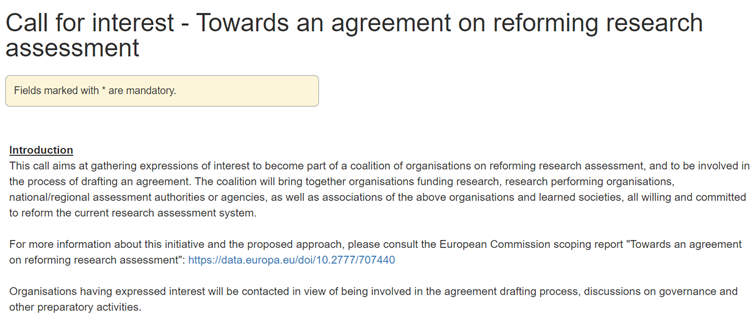 Call for interest - Towards an agreement on reforming research
assessment
Fields marked with * are mandatory.
Introduction
This call aims at gathering expressions of interest to become part of a coalition of organisations on reforming research assessment, and to be involved in
the process of drafting an agreement. The coalition will bring together organisations funding research, research performing organisations,
national/regional assessment authorities or agencies, as well as associations of the above organisations and learned societies, all willing and committed
to reform the current research assessment system.
For more information about this initiative and the proposed approach, please consult the European Commission scoping report "Towards an agreement
on reforming research assessment": https://data.europa.eu/doi/10.2777/707440
Organisations having expressed interest will be contacted in view of being involved in the agreement drafting process, discussions on governance and
other preparatory activities.